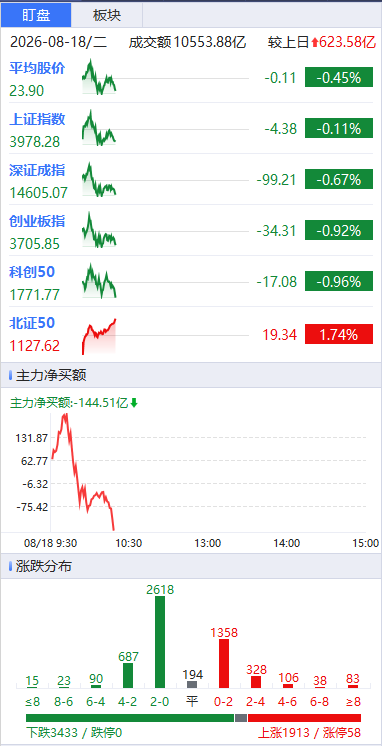 盯盘 板块
2026-08-18/二 成交额10553.88亿 较上日623.58亿
平均股价
23.90 -0.11 -0.45%
上证指数
3978.28 -4.38 -0.11%
深证成指
14605.07 -99.21 -0.67%
创业板指
3705.85 -34.31 -0.92%
科创50
1771.77 -17.08 -0.96%
北证50
1127.62 19.34 1.74%
主力净买额
主力净买额:-144.51亿
131.87
62.77
-6.32
-75.42
08/18 9:30 10:30 13:00 14:00 15:00
涨跌分布
15 23 90 687 2618 194 1358 328 106 38 83
≤8 8-6 6-4 4-2 2-0 平 0-2 2-4 4-6 6-8 ≥8
下跌3433 / 跌停0 上涨1913 / 涨停58